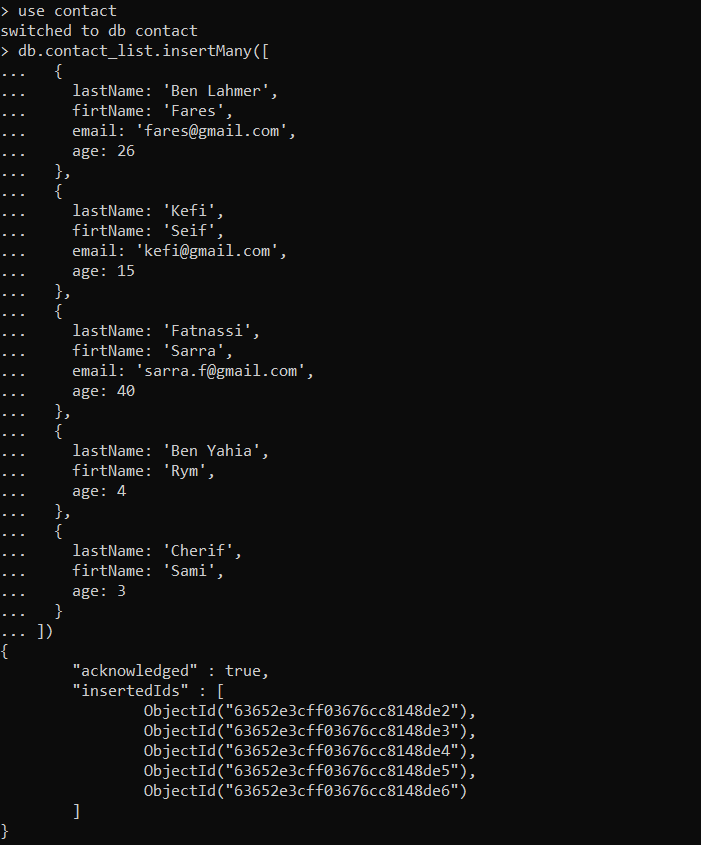 > use contact
switched to db contact
> db.contact_list.insertMany([
...   {
...     lastName: 'Ben Lahmer',
...     firtName: 'Fares',
...     email: 'fares@gmail.com',
...     age: 26
...   },
...   {
...     lastName: 'Kefi',
...     firtName: 'Seif',
...     email: 'kefi@gmail.com',
...     age: 15
...   },
...   {
...     lastName: 'Fatnassi',
...     firtName: 'Sarra',
...     email: 'sarra.f@gmail.com',
...     age: 40
...   },
...   {
...     lastName: 'Ben Yahia',
...     firtName: 'Rym',
...     age: 4
...   },
...   {
...     lastName: 'Cherif',
...     firtName: 'Sami',
...     age: 3
...   }
... ])
{
        "acknowledged" : true,
        "insertedIds" : [
                ObjectId("63652e3cff03676cc8148de2"),
                ObjectId("63652e3cff03676cc8148de3"),
                ObjectId("63652e3cff03676cc8148de4"),
                ObjectId("63652e3cff03676cc8148de5"),
                ObjectId("63652e3cff03676cc8148de6")
        ]
}